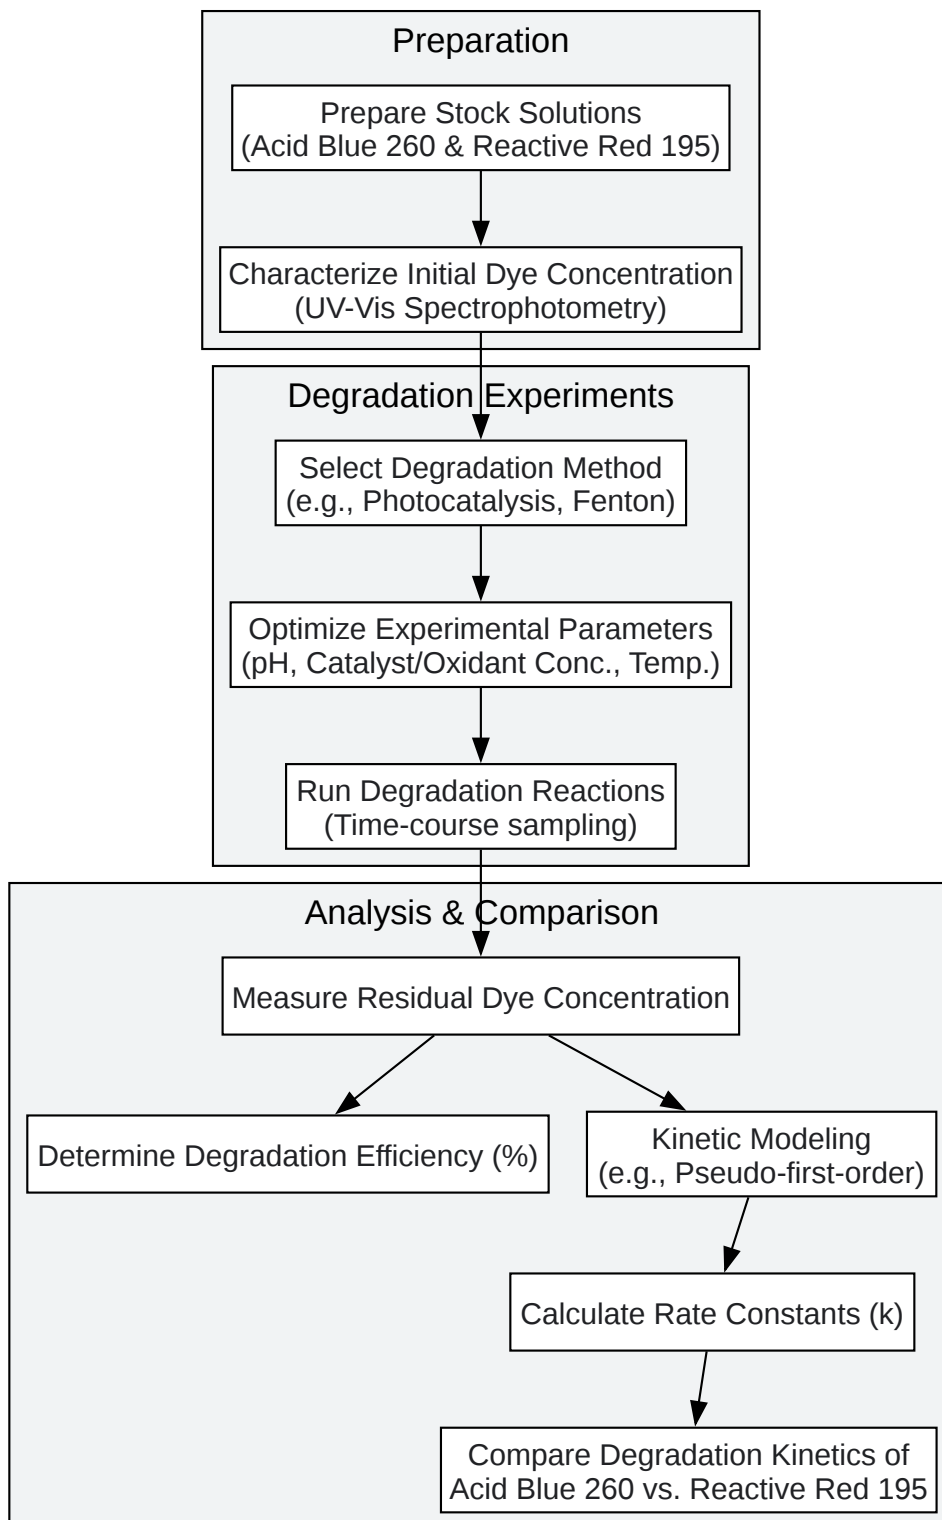 Preparation
Prepare Stock Solutions
(Acid Blue 260 & Reactive Red 195)
Characterize Initial Dye Concentration
(UV-Vis Spectrophotometry)
Degradation Experiments
Select Degradation Method
(e.g., Photocatalysis, Fenton)
Optimize Experimental Parameters
(pH, Catalyst/Oxidant Conc., Temp.)
Run Degradation Reactions
(Time-course sampling)
Analysis & Comparison
Measure Residual Dye Concentration
Determine Degradation Efficiency (%)
Kinetic Modeling
(e.g., Pseudo-first-order)
Calculate Rate Constants (k)
Compare Degradation Kinetics of
Acid Blue 260 vs. Reactive Red 195